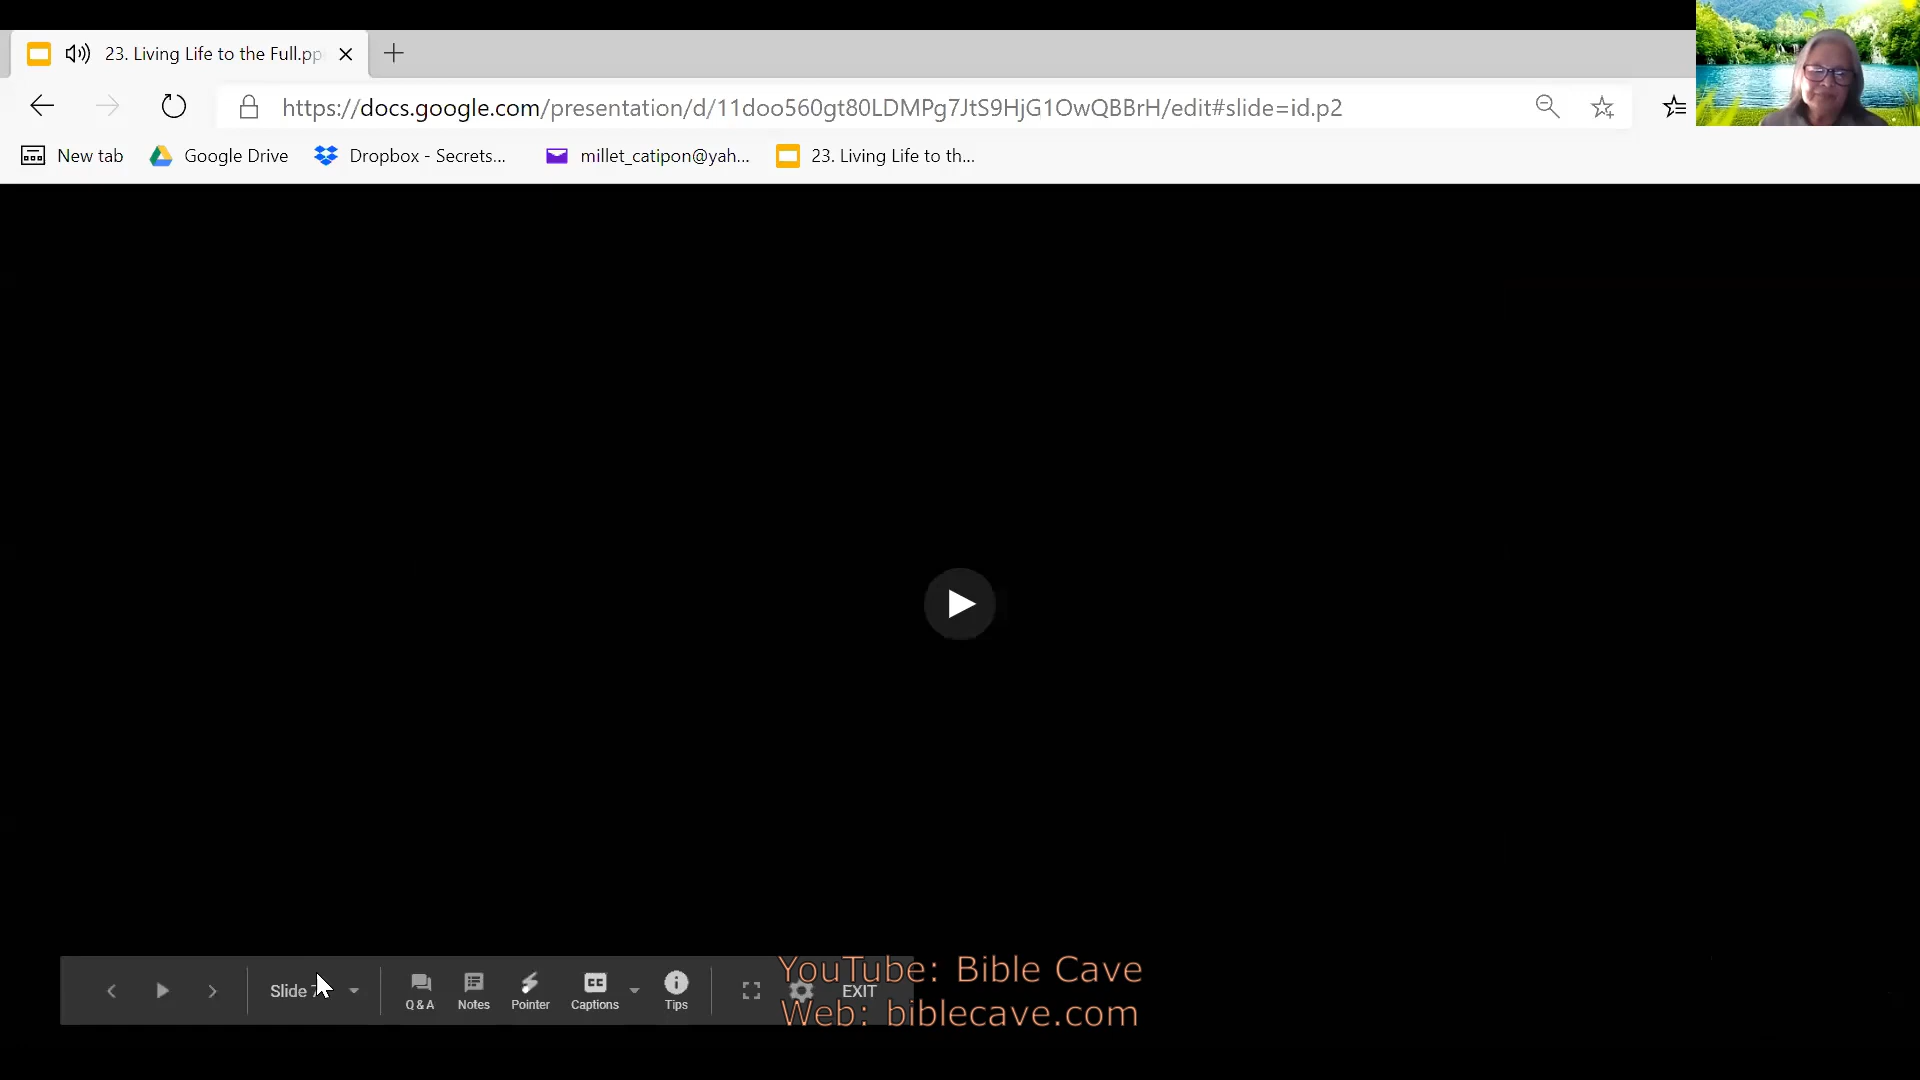 23. Living Life to the Full.pp
https://docs.google.com/presentation/d/11doo560gt80LDMPg7JtS9HjG1OwQBBrH/edit#slide=id.p2
New tab
Google Drive
Dropbox - Secrets...
millet_catipon@yah...
23. Living Life to th...
Slide
Q & A
Notes
Pointer
Captions
Tips
EXIT
YouTube: Bible Cave
Web: biblecave.com